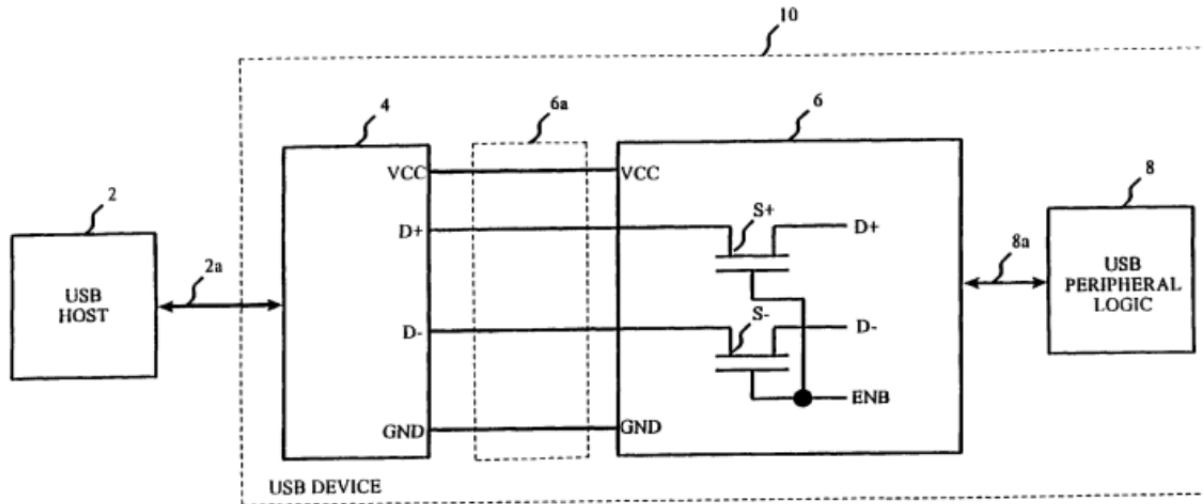 10
4
6a
6
2
8
2a
8a
VCC
VCC
S+
D+
D+
USB
HOST
USB
PERIPHERAL
LOGIC
D-
S-
D-
ENB
GND
GND
USB DEVICE